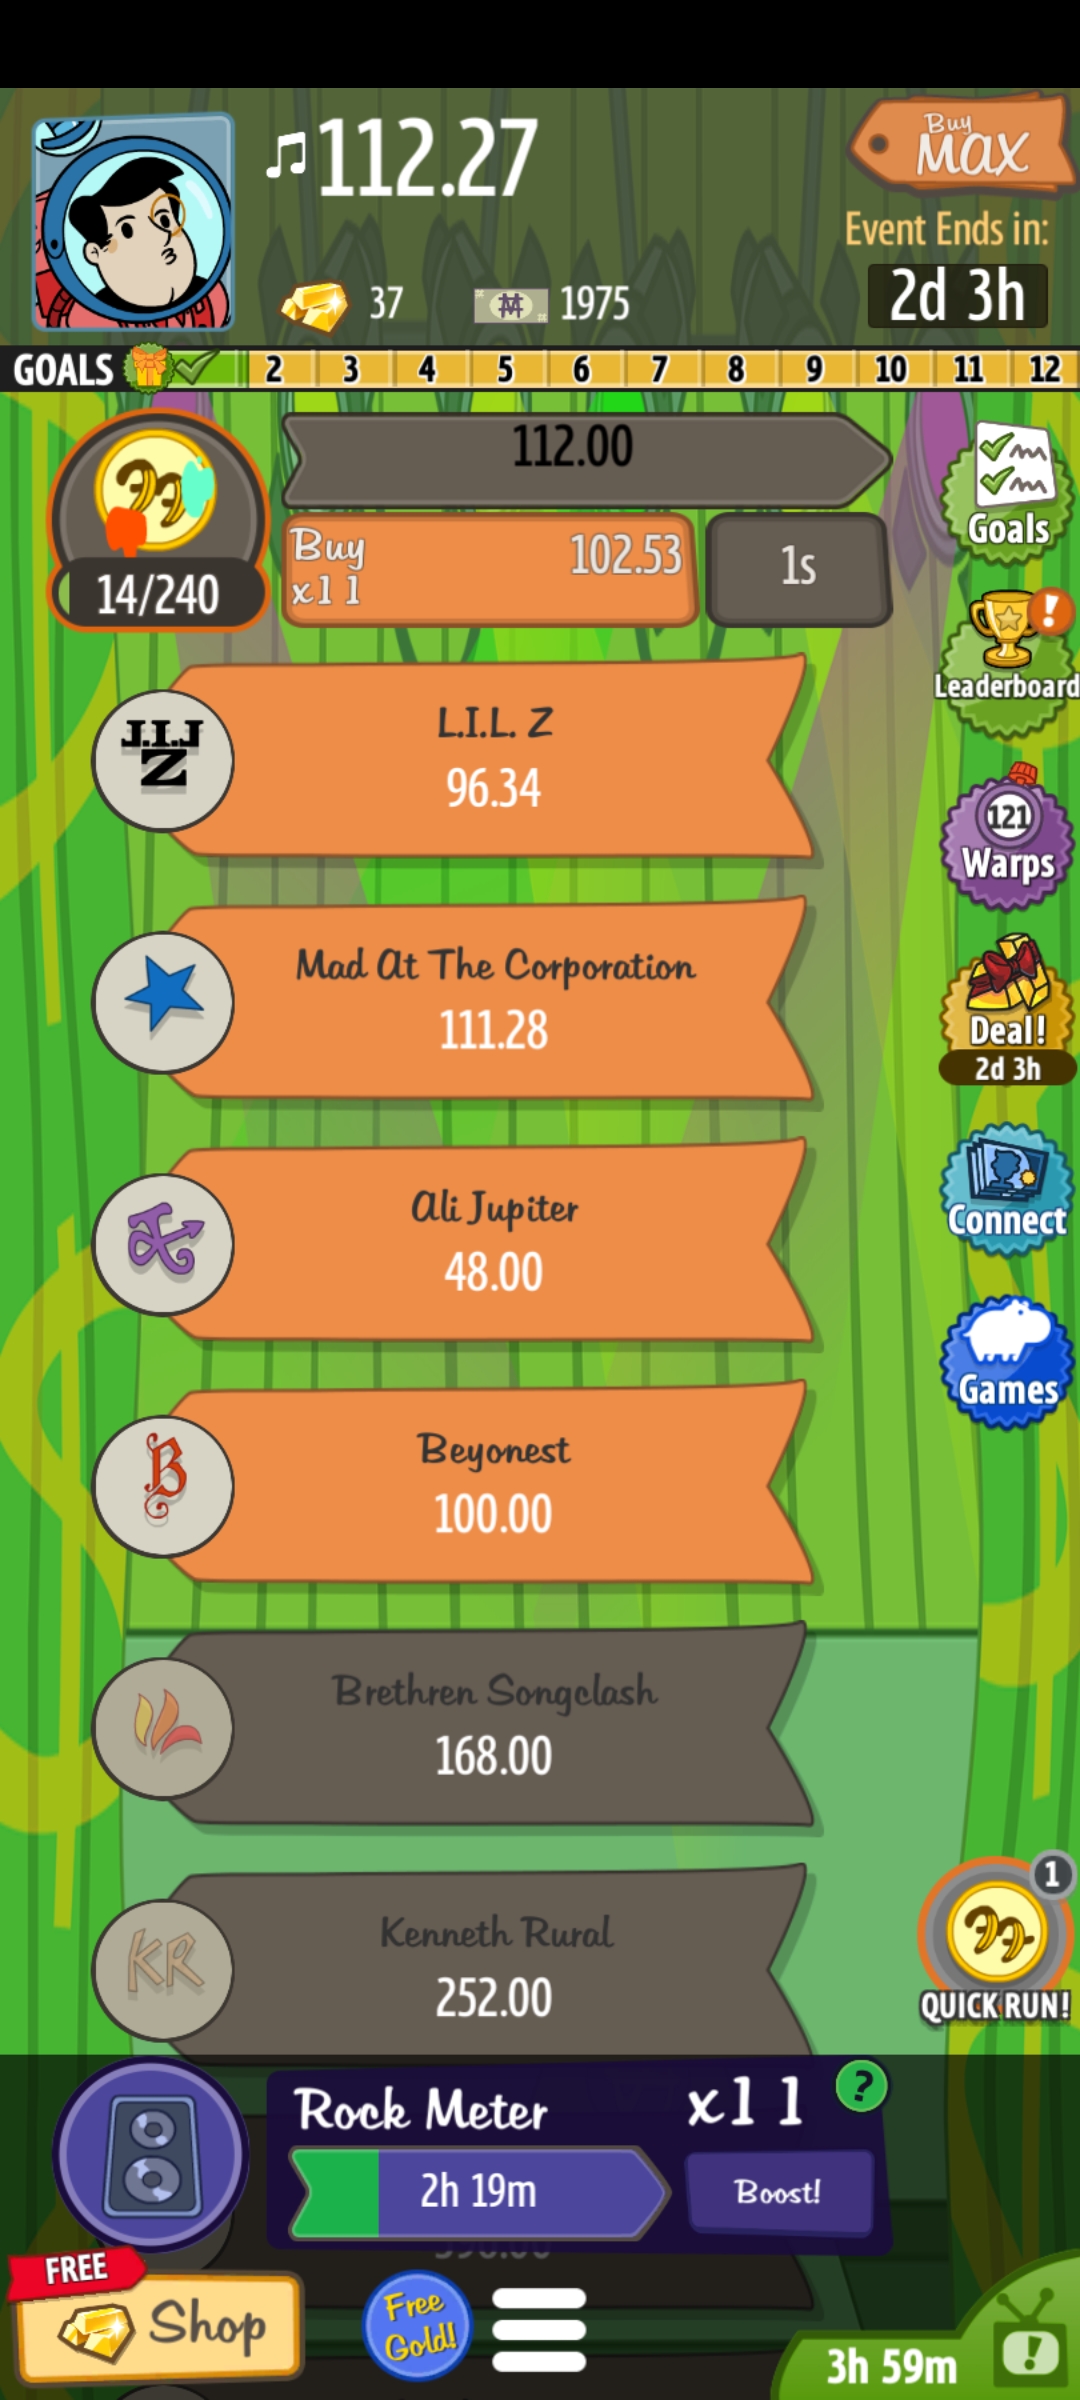 112.27
Buy
MAX
Event Ends in:
2d 3h
37
1975
GOALS
2 3 4 5 6 7 8 9 10 11 12
112.00
Buy
x11
102.53
1s
14/240
Goals
L.I.L. Z
96.34
L.I.L.
Z
!
Leaderboard
121
Warps
Mad At The Corporation
111.28
Deal!
2d 3h
Ali Jupiter
48.00
Connect
Beyonest
100.00
B
Games
Brethren Songclash
168.00
Kenneth Rural
252.00
KR
1
QUICK RUN!
Rock Meter
x11
?
2h 19m
Boost!
FREE
Shop
Free
Gold!
3h 59m
!